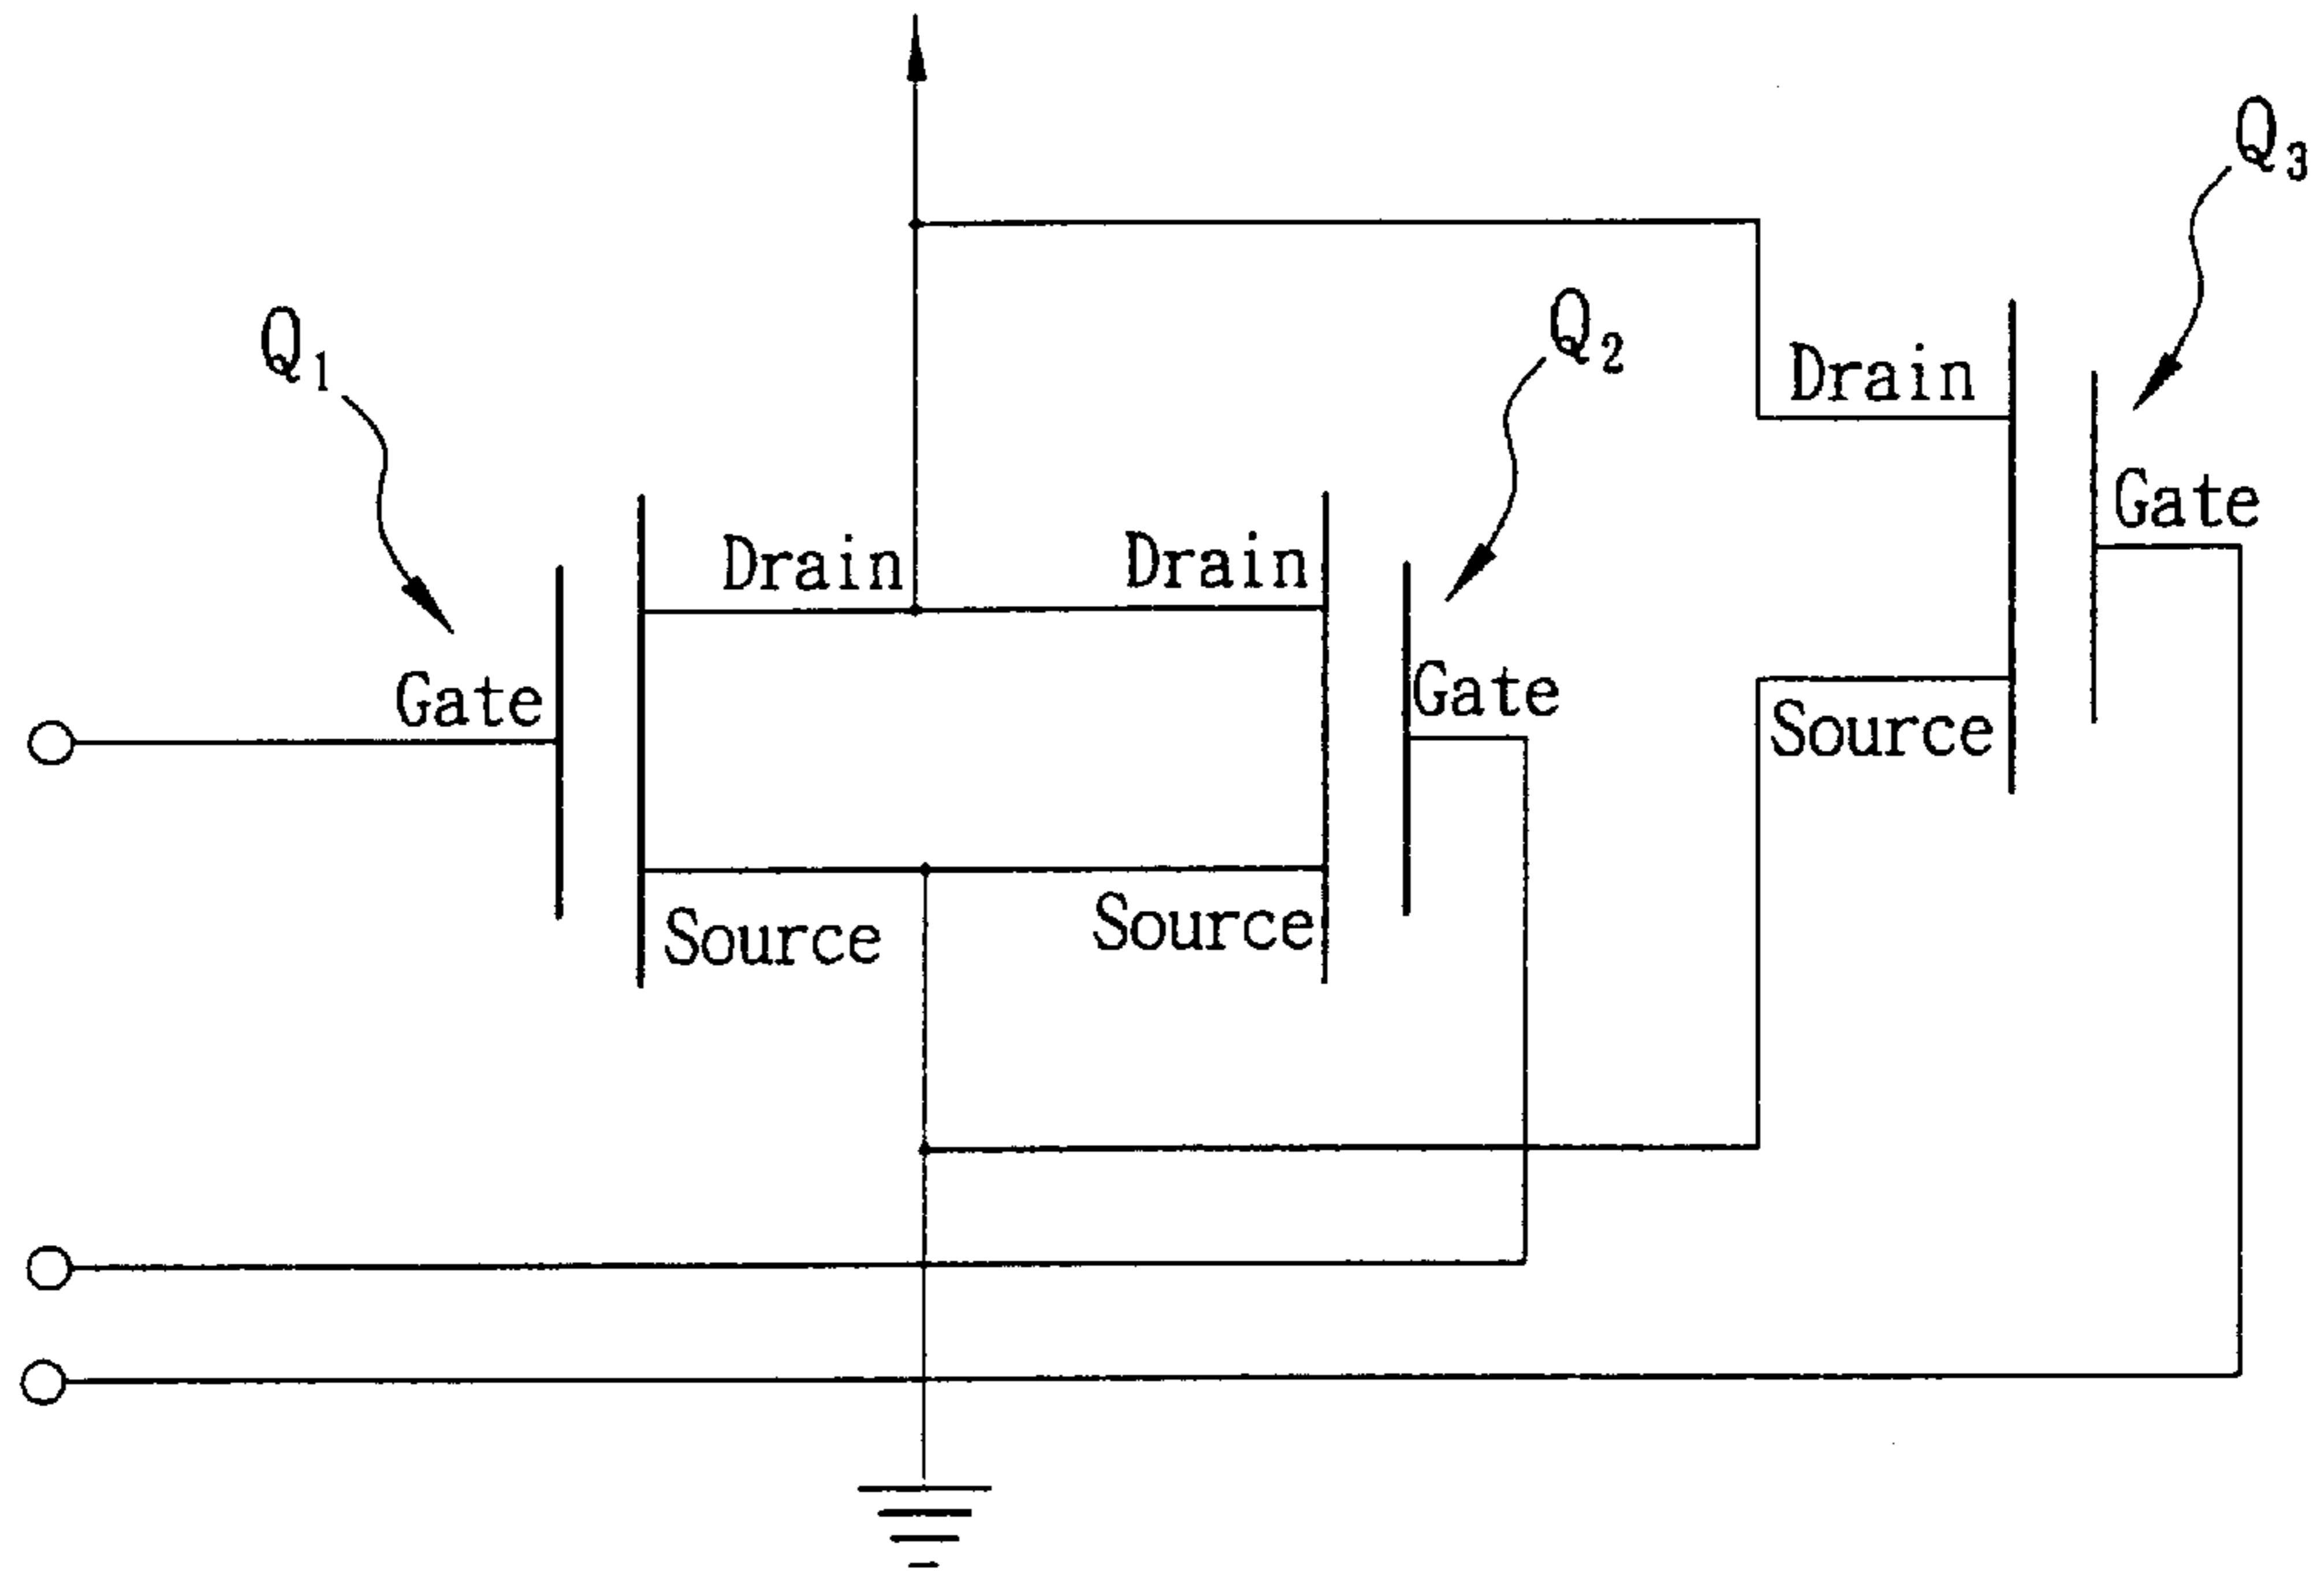 Q3
Q2
Q1
Drain
Gate
Drain
Drain
Gate
Gate
Source
Source
Source